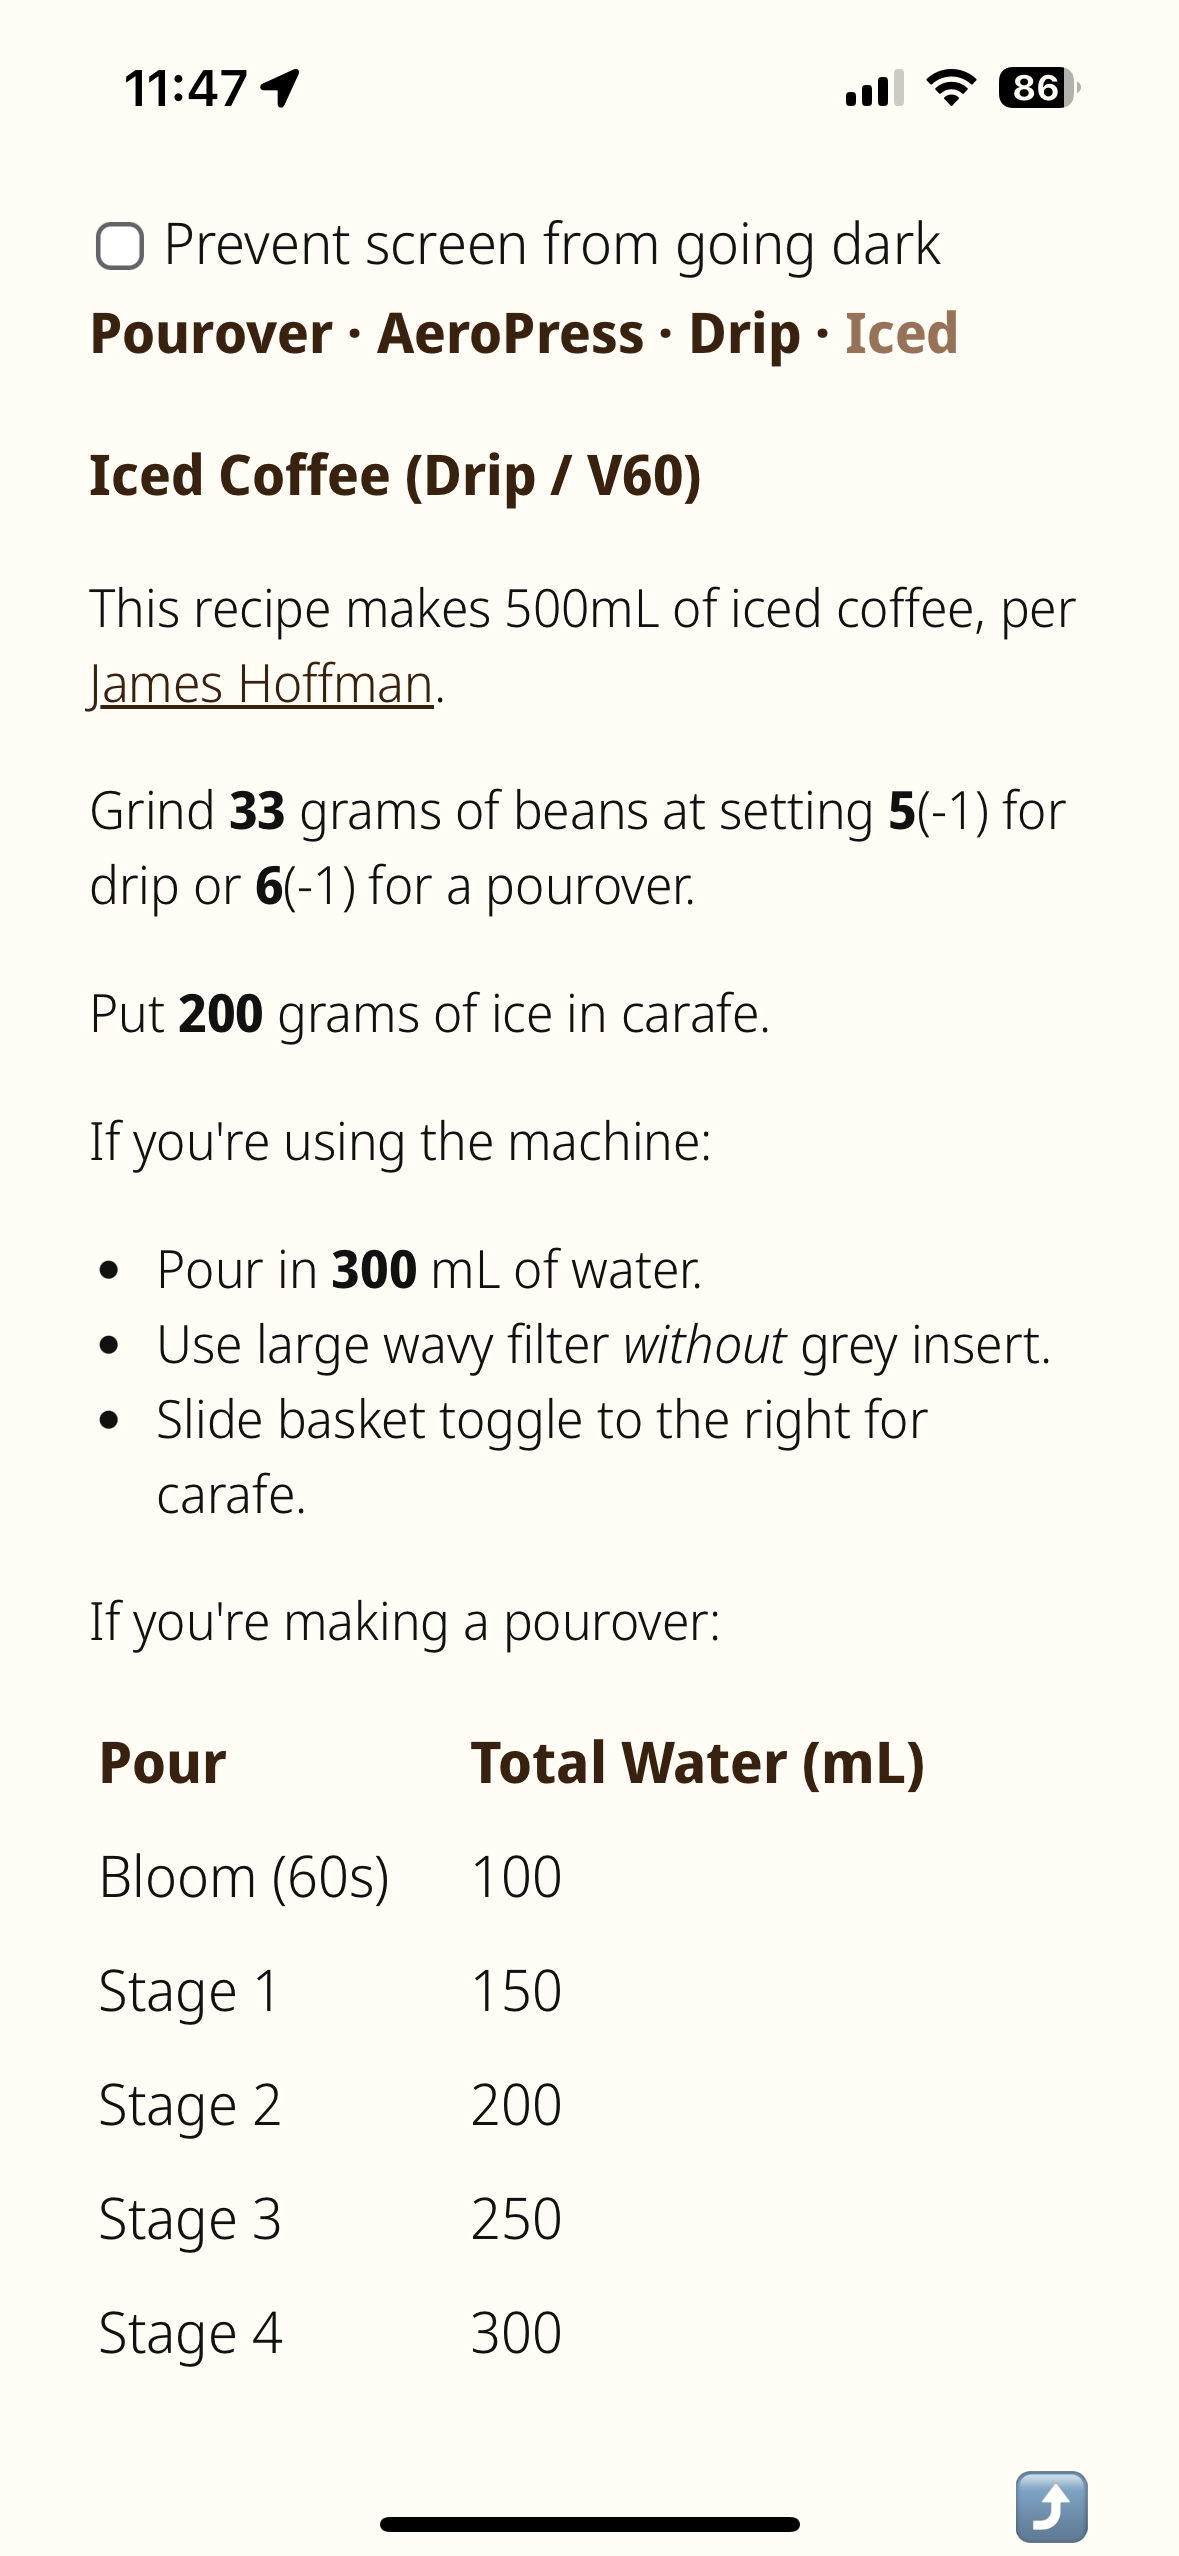 11:47
86
Prevent screen from going dark
Pourover · AeroPress · Drip · Iced
Iced Coffee (Drip / V60)
This recipe makes 500mL of iced coffee, per
James Hoffman.
Grind 33 grams of beans at setting 5(-1) for
drip or 6(-1) for a pourover.
Put 200 grams of ice in carafe.
If you're using the machine:
• Pour in 300 mL of water.
• Use large wavy filter without grey insert.
• Slide basket toggle to the right for
carafe.
If you're making a pourover:
Pour Total Water (mL)
Bloom (60s) 100
Stage 1 150
Stage 2 200
Stage 3 250
Stage 4 300